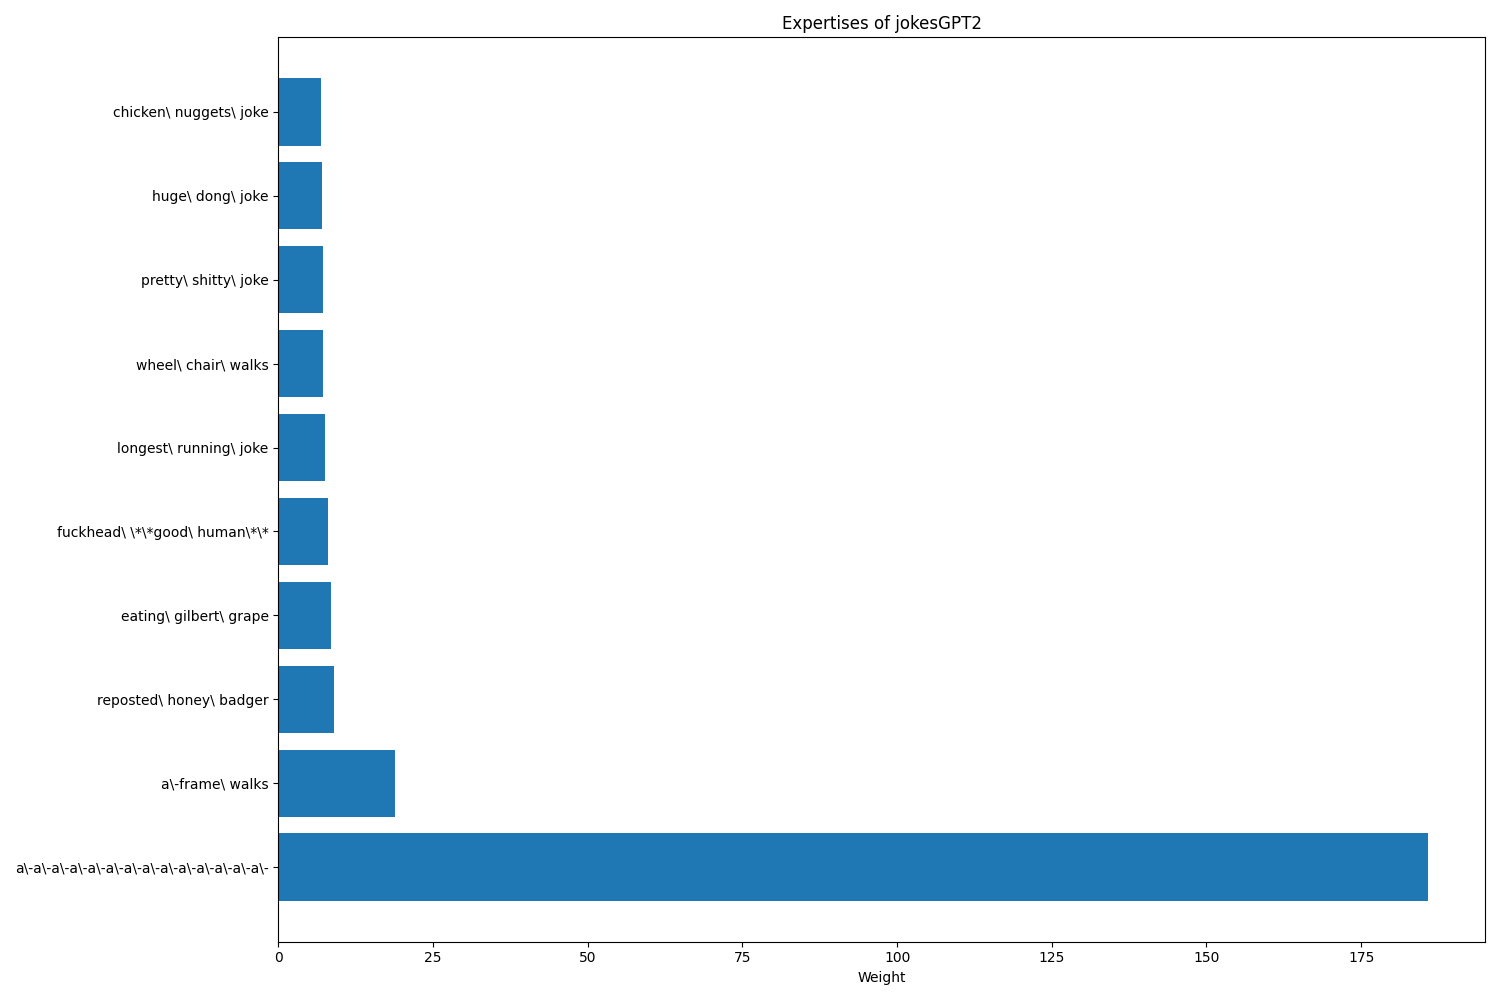 Expertises of jokesGPT2
chicken\ nuggets\ joke
huge\ dong\ joke
pretty\ shitty\ joke
wheel\ chair\ walks
longest\ running\ joke
fuckhead\ \*\*good\ human\*\*
eating\ gilbert\ grape
reposted\ honey\ badger
a\-frame\ walks
a\-a\-a\-a\-a\-a\-a\-a\-a\-a\-a\-a\-a\-a\-
0 25 50 75 100 125 150 175
Weight